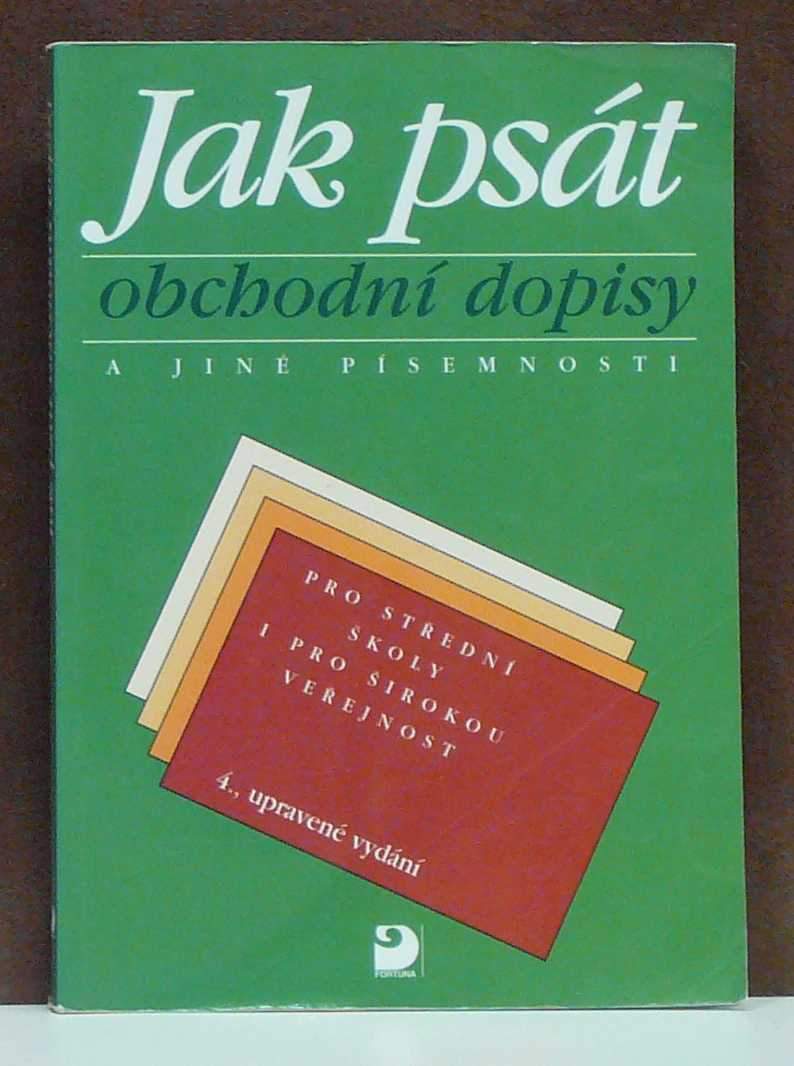 Jak psát
obchodní dopisy
A JINÉ PÍSEMNOSTI
PRO STŘEDNÍ
ŠKOLY
I PRO ŠIROKOU
VEŘEJNOST
4., upravené vydání
FORTUNA